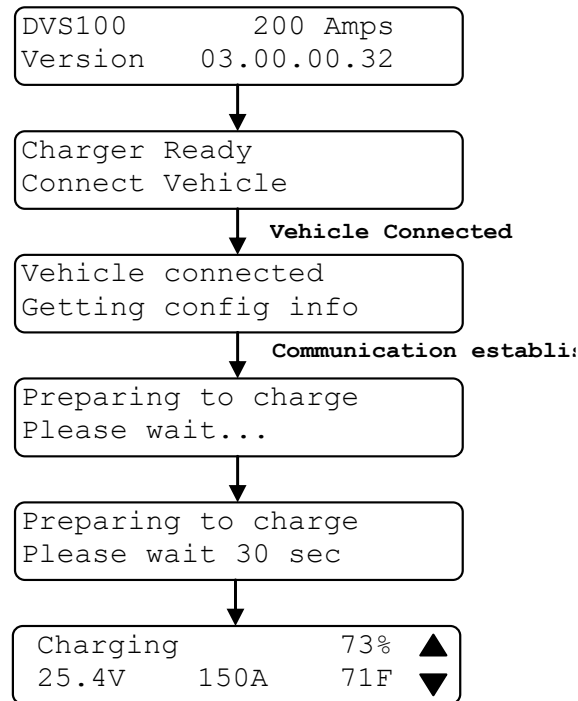 DVS100 200 Amps
Version 03.00.00.32
Charger Ready
Connect Vehicle
Vehicle Connected
Vehicle connected
Getting config info
Communication
Preparing to charge
Please wait...
Preparing to charge
Please wait 30 sec
Charging 73%
25.4V 150A 71F